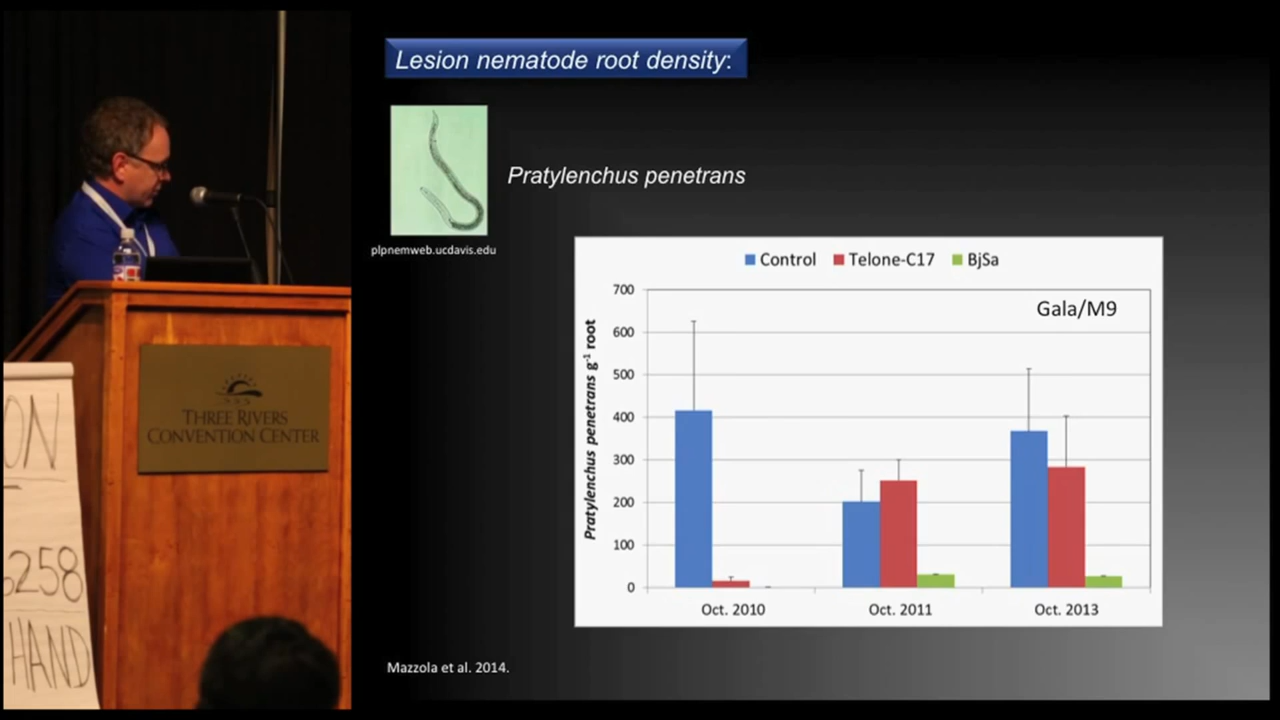 Lesion nematode root density:
Pratylenchus penetrans
plpnemweb.ucdavis.edu
Control Telone-C17 BjSa
Gala/M9
Pratylenchus penetrans g-1 root
700
600
500
400
300
200
100
0
Oct. 2010 Oct. 2011 Oct. 2013
Mazzola et al. 2014.
THREE RIVERS
CONVENTION CENTER
ON
258
HAND